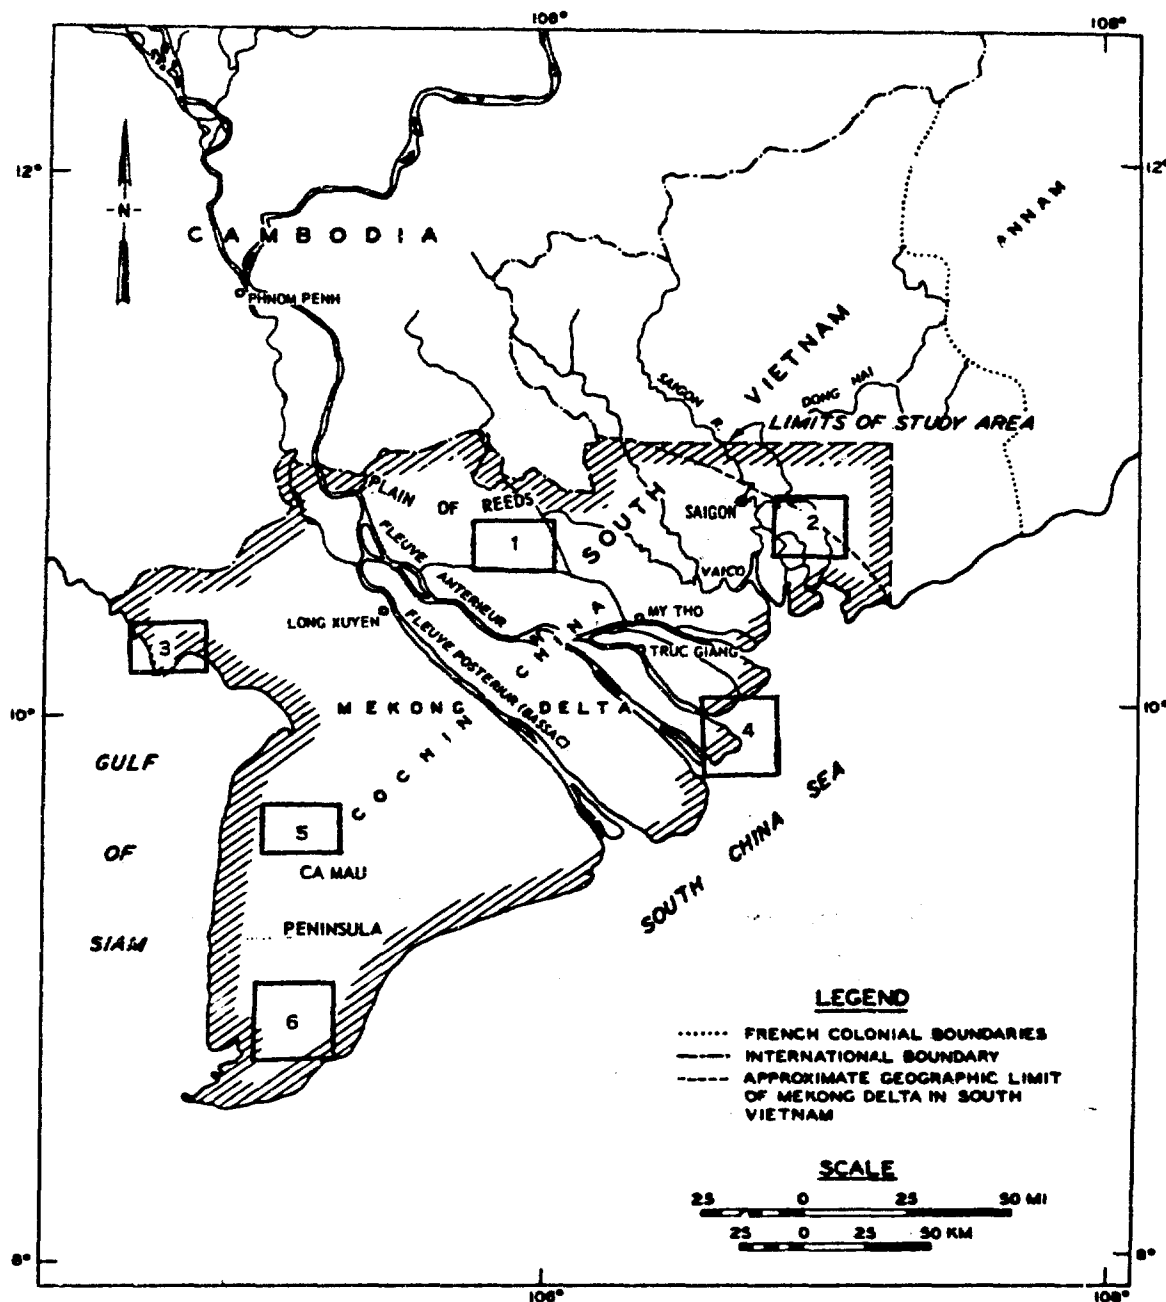 106°
108°
12°
12°
-N-
CAMBODIA
ANNAM
PHNOM PENH
VIETNAM
SAIGON R.
DONG NAI
LIMITS OF STUDY AREA
PLAIN OF REEDS
SOUTH
SAIGON
2
1
FLEUVE ANTERIEUR
VAICO
LONG XUYEN
MY THO
TRUC GIANG
3
FLEUVE POSTERIUR (BASSAC)
MEKONG DELTA
COCHIN CHINA
10°
10°
4
GULF
OF
SIAM
SOUTH CHINA SEA
5
CA MAU
PENINSULA
6
LEGEND
FRENCH COLONIAL BOUNDARIES
INTERNATIONAL BOUNDARY
APPROXIMATE GEOGRAPHIC LIMIT
OF MEKONG DELTA IN SOUTH
VIETNAM
SCALE
25 0 25 50 MI
25 0 25 50 KM
8°
8°
106°
108°